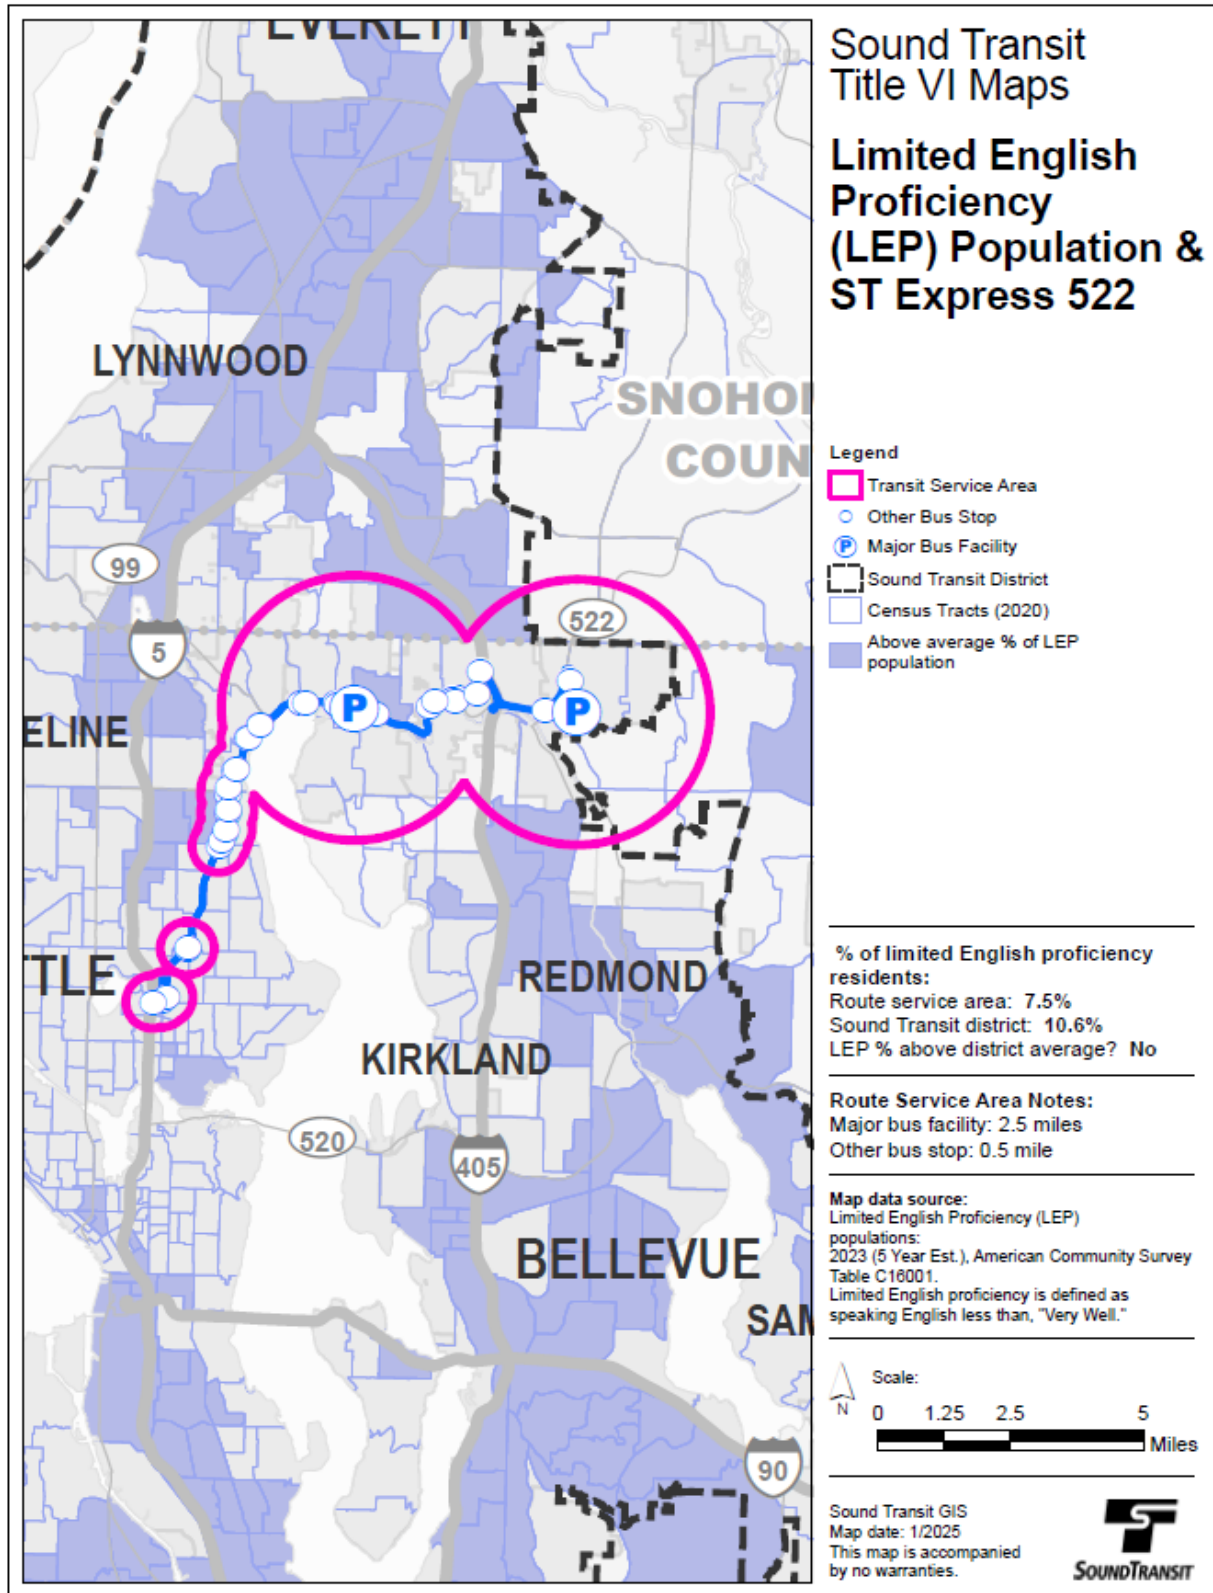 EVERETT
LYNNWOOD
SNOHO
COUN
99
522
5
P
P
ELINE
TTLE
REDMOND
KIRKLAND
520
405
BELLEVUE
SAM
90
Sound Transit
Title VI Maps
Limited English
Proficiency
(LEP) Population &
ST Express 522
Legend
Transit Service Area
Other Bus Stop
P Major Bus Facility
Sound Transit District
Census Tracts (2020)
Above average % of LEP
population
% of limited English proficiency
residents:
Route service area: 7.5%
Sound Transit district: 10.6%
LEP % above district average? No
Route Service Area Notes:
Major bus facility: 2.5 miles
Other bus stop: 0.5 mile
Map data source:
Limited English Proficiency (LEP)
populations:
2023 (5 Year Est.), American Community Survey
Table C16001.
Limited English proficiency is defined as
speaking English less than, "Very Well."
N
Scale:
0 1.25 2.5 5
Miles
Sound Transit GIS
Map date: 1/2025
This map is accompanied
by no warranties.
SOUNDTRANSIT